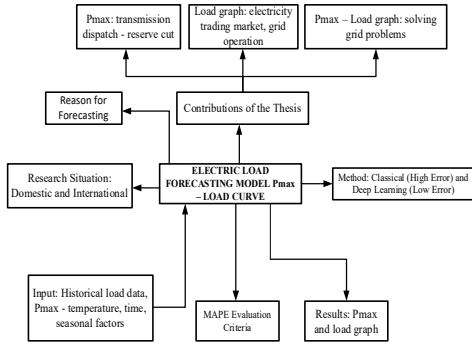 Pmax: transmission
dispatch - reserve cut
Load graph: electricity
trading market, grid
operation
Pmax – Load graph: solving
grid problems
Reason for
Forecasting
Contributions of the Thesis
Research Situation:
Domestic and International
ELECTRIC LOAD
FORECASTING MODEL Pmax
– LOAD CURVE
Method: Classical (High Error) and
Deep Learning (Low Error)
Input: Historical load data,
Pmax - temperature, time,
seasonal factors
MAPE Evaluation
Criteria
Results: Pmax
and load graph